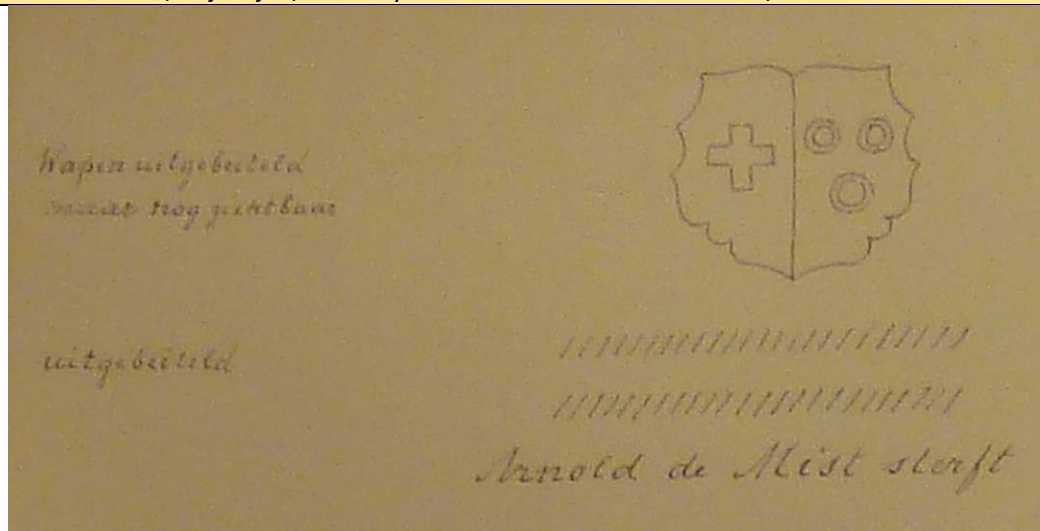 Wapen uitgebeiteld
maar nog zichtbaar
uitgebeiteld
Arnold de Mist sterft